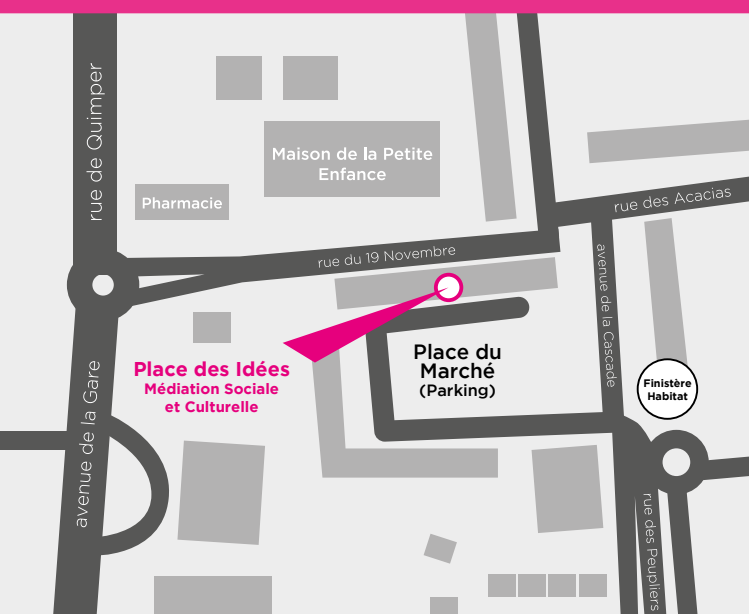 rue de Quimper
Maison de la Petite
Enfance
Pharmacie
rue des Acacias
rue du 19 Novembre
avenue de la Cascade
Place des Idées
Médiation Sociale
et Culturelle
Place du
Marché
(Parking)
Finistère
Habitat
avenue de la Gare
rue des Peupliers